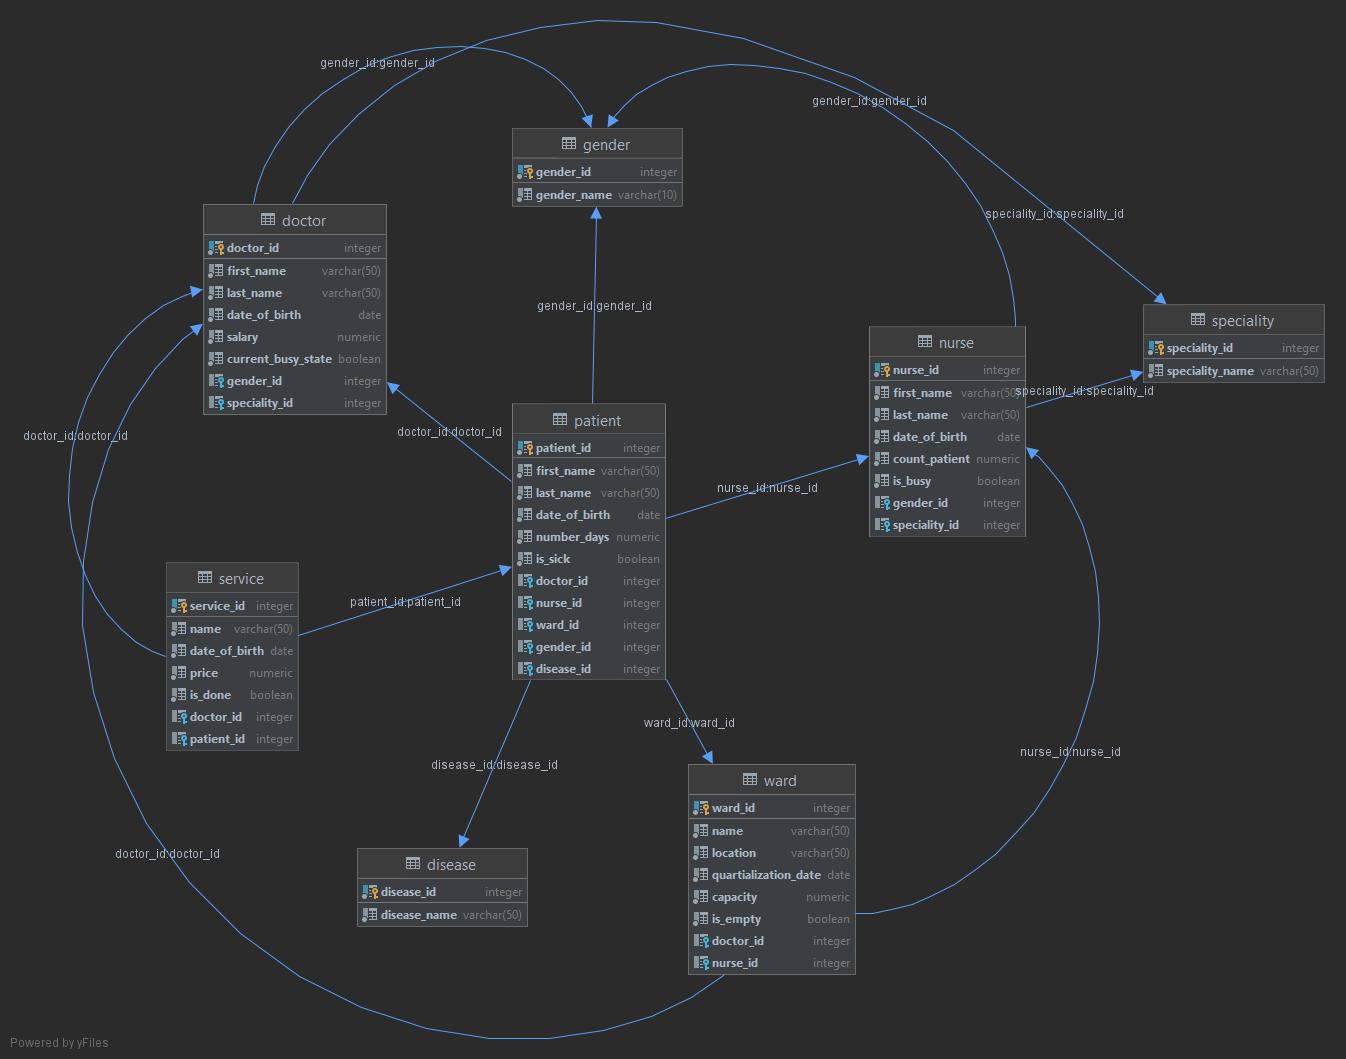 gender_id:gender_id
gender_id:gender_id
gender
gender_id integer
gender_name varchar(10)
speciality_id:speciality_id
doctor
doctor_id integer
first_name varchar(50)
last_name varchar(50)
date_of_birth date
salary numeric
current_busy_state boolean
gender_id integer
speciality_id integer
gender_id:gender_id
speciality
speciality_id integer
speciality_name varchar(50)
nurse
nurse_id integer
first_name varchar(50)
last_name varchar(50)
date_of_birth date
count_patient numeric
is_busy boolean
gender_id integer
speciality_id integer
speciality_id:speciality_id
doctor_id:doctor_id
doctor_id:doctor_id
patient
patient_id integer
first_name varchar(50)
last_name varchar(50)
date_of_birth date
number_days numeric
is_sick boolean
doctor_id integer
nurse_id integer
ward_id integer
gender_id integer
disease_id integer
nurse_id:nurse_id
service
service_id integer
name varchar(50)
date_of_birth date
price numeric
is_done boolean
doctor_id integer
patient_id integer
patient_id:patient_id
ward_id:ward_id
nurse_id:nurse_id
disease_id:disease_id
ward
ward_id integer
name varchar(50)
location varchar(50)
quartialization_date date
capacity numeric
is_empty boolean
doctor_id integer
nurse_id integer
doctor_id:doctor_id
disease
disease_id integer
disease_name varchar(50)
Powered by yFiles